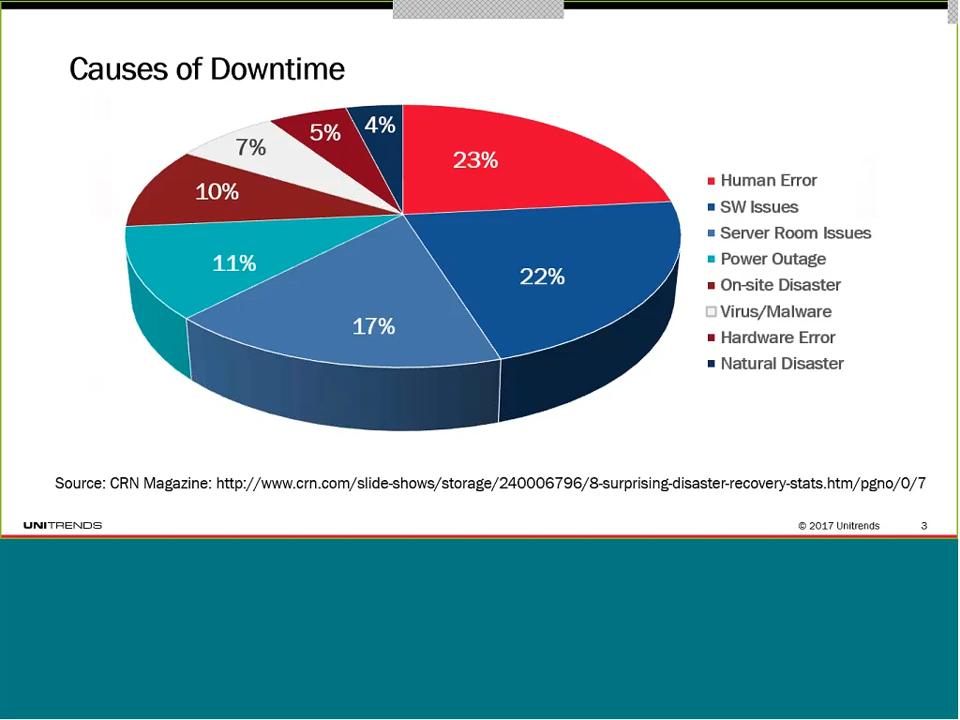 Causes of Downtime
4%
5%
7%
23%
10%
11%
22%
17%
Human Error
SW Issues
Server Room Issues
Power Outage
On-site Disaster
Virus/Malware
Hardware Error
Natural Disaster
Source: CRN Magazine: http://www.crn.com/slide-shows/storage/240006796/8-surprising-disaster-recovery-stats.htm/pgno/0/7
UNITRENDS
© 2017 Unitrends 3